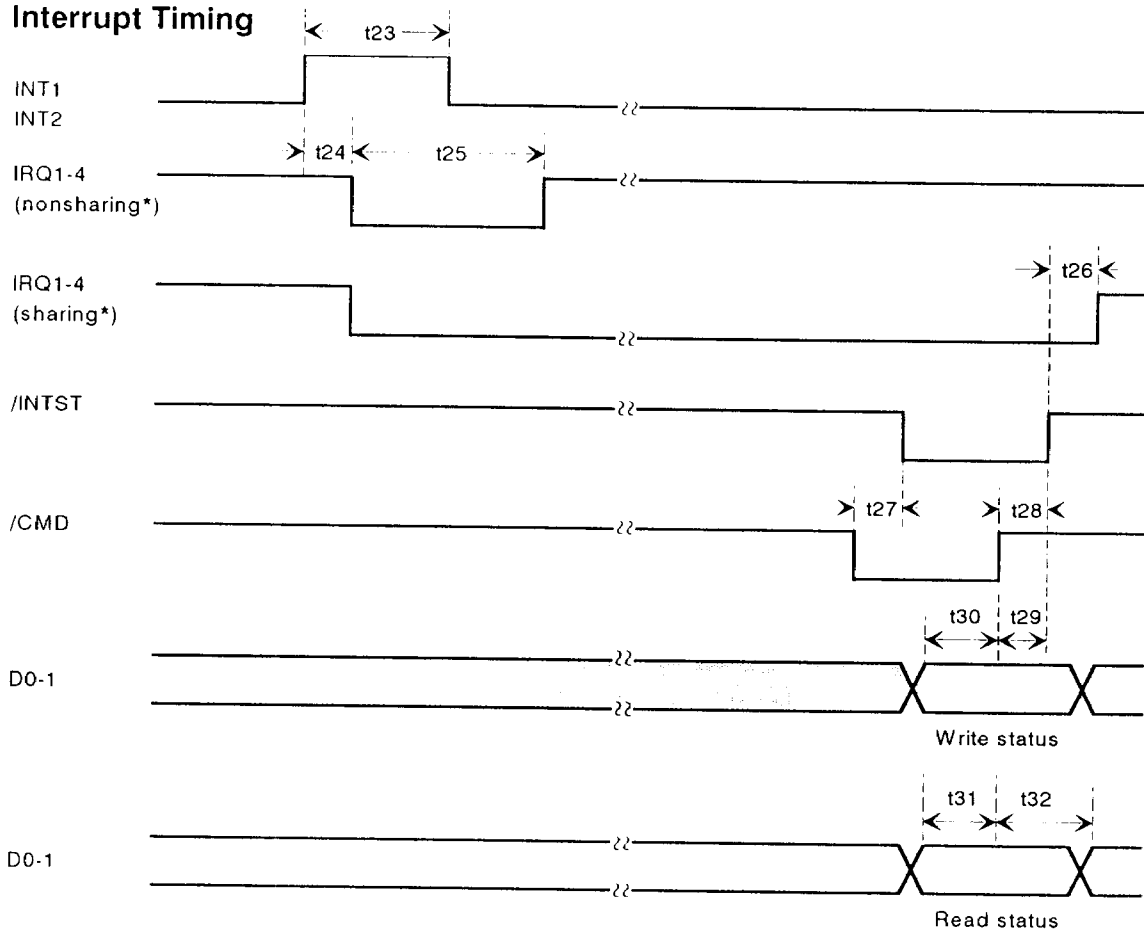 Interrupt Timing
t23
INT1
INT2
t24
t25
IRQ1-4
(nonsharing*)
t26
IRQ1-4
(sharing*)
/INTST
t27
t28
/CMD
t30
t29
D0-1
Write status
t31
t32
D0-1
Read status